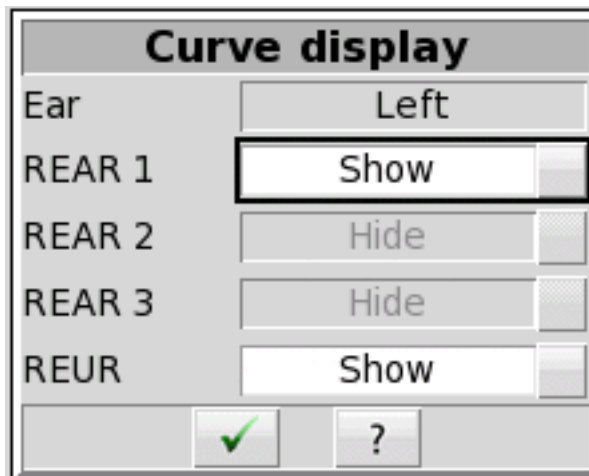 Curve display
Ear Left
REAR 1 Show
REAR 2 Hide
REAR 3 Hide
REUR Show
?